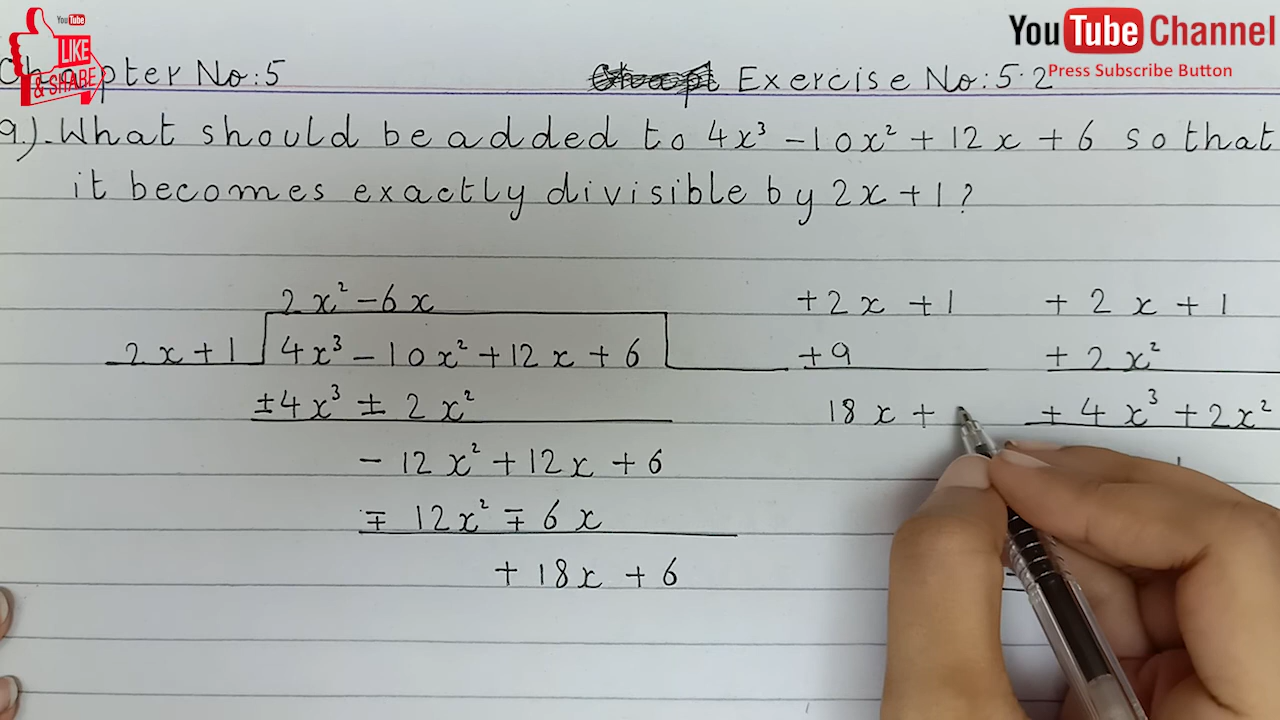 YouTube
LIKE
& SHARE
YouTube Channel
Press Subscribe Button
Chapter No:5 Exercise No:5.2
9.). What should be added to 4x³ - 10x² + 12x + 6 so that
it becomes exactly divisible by 2x + 1?
2x² - 6x
2x + 1 4x³ - 10x² + 12x + 6
± 4x³ ± 2x²
- 12x² + 12x + 6
∓ 12x² ∓ 6x
+ 18x + 6
+ 2x + 1
+ 9
18x +
+ 2x + 1
+ 2x²
+ 4x³ + 2x²